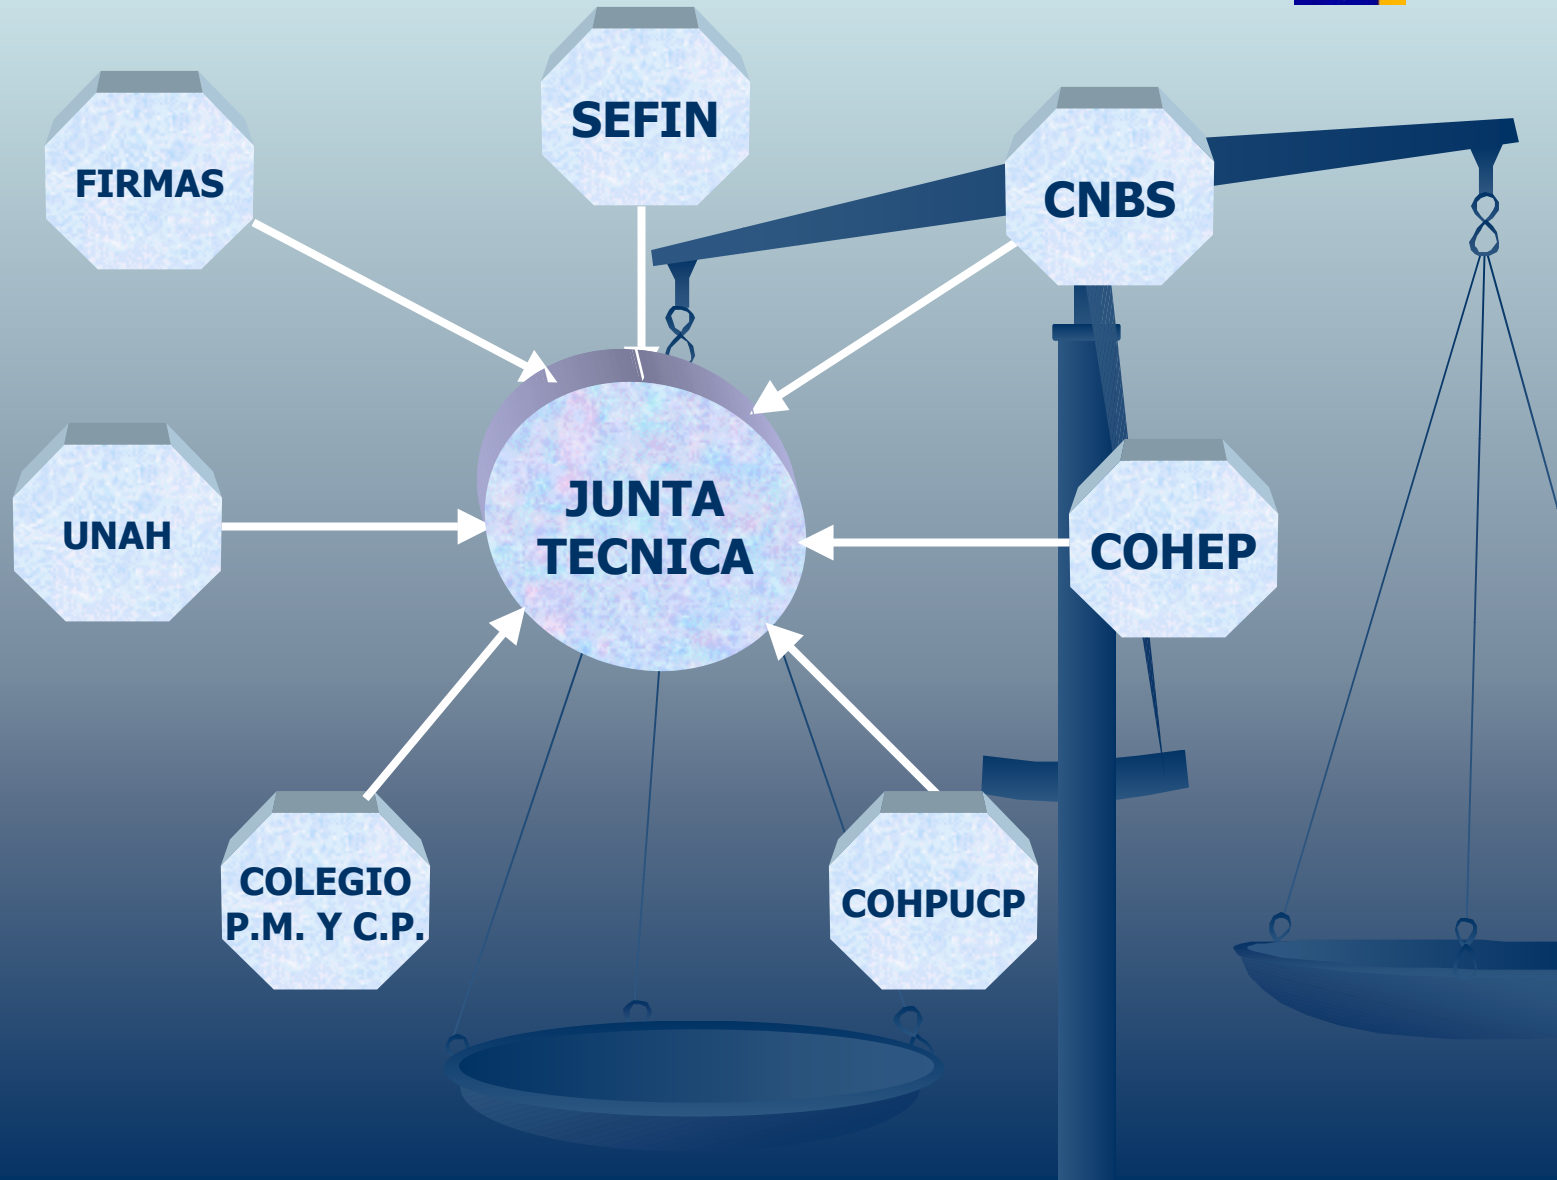 SEFIN
FIRMAS
CNBS
JUNTA
TECNICA
UNAH
COHEP
COLEGIO
P.M. Y C.P.
COHPUCP